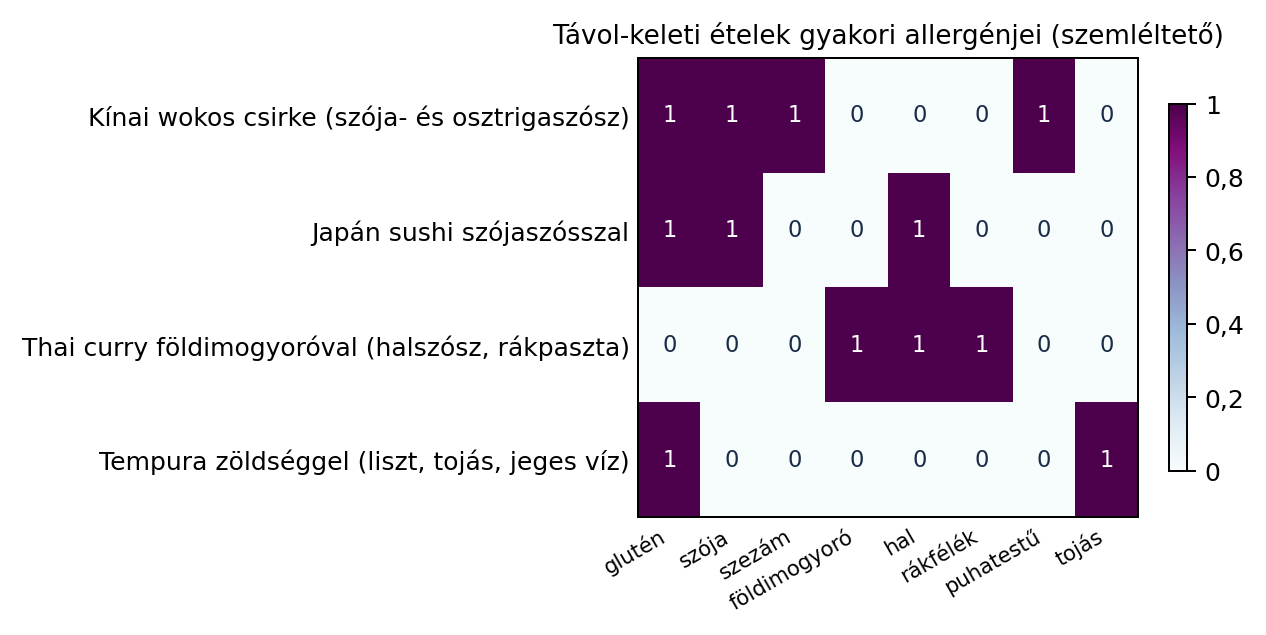 Távol-keleti ételek gyakori allergénjei (szemléltető)
Kínai wokos csirke (szója- és osztrigaszósz)
1 1 1 0 0 0 1 0
Japán sushi szójaszósszal
1 1 0 0 1 0 0 0
Thai curry földimogyoróval (halszósz, rákpaszta)
0 0 0 1 1 1 0 0
Tempura zöldséggel (liszt, tojás, jeges víz)
1 0 0 0 0 0 0 1
glutén
szója
szezám
földimogyoró
hal
rákfélék
puhatestű
tojás
1
0,8
0,6
0,4
0,2
0